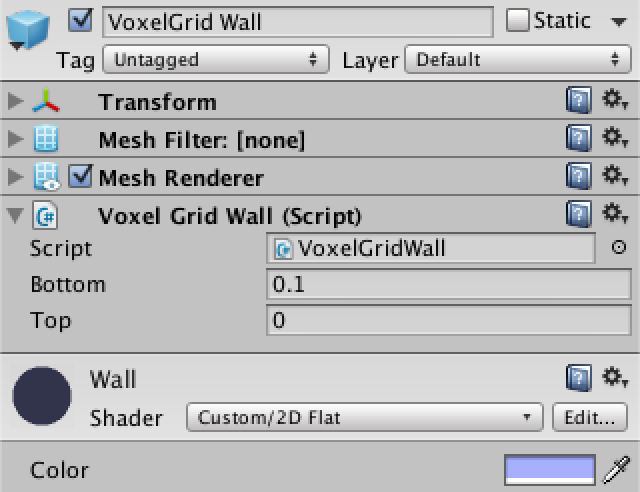 VoxelGrid Wall Static
Tag Untagged Layer Default
Transform
Mesh Filter: [none]
Mesh Renderer
Voxel Grid Wall (Script)
Script VoxelGridWall
Bottom 0.1
Top 0
Wall
Shader Custom/2D Flat Edit...
Color